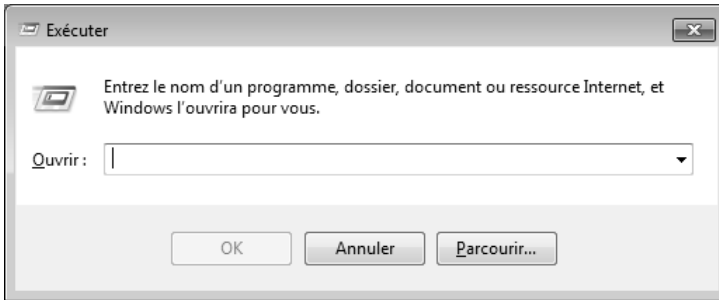 Exécuter
Entrez le nom d'un programme, dossier, document ou ressource Internet, et
Windows l'ouvrira pour vous.
Ouvrir :
OK
Annuler
Parcourir...